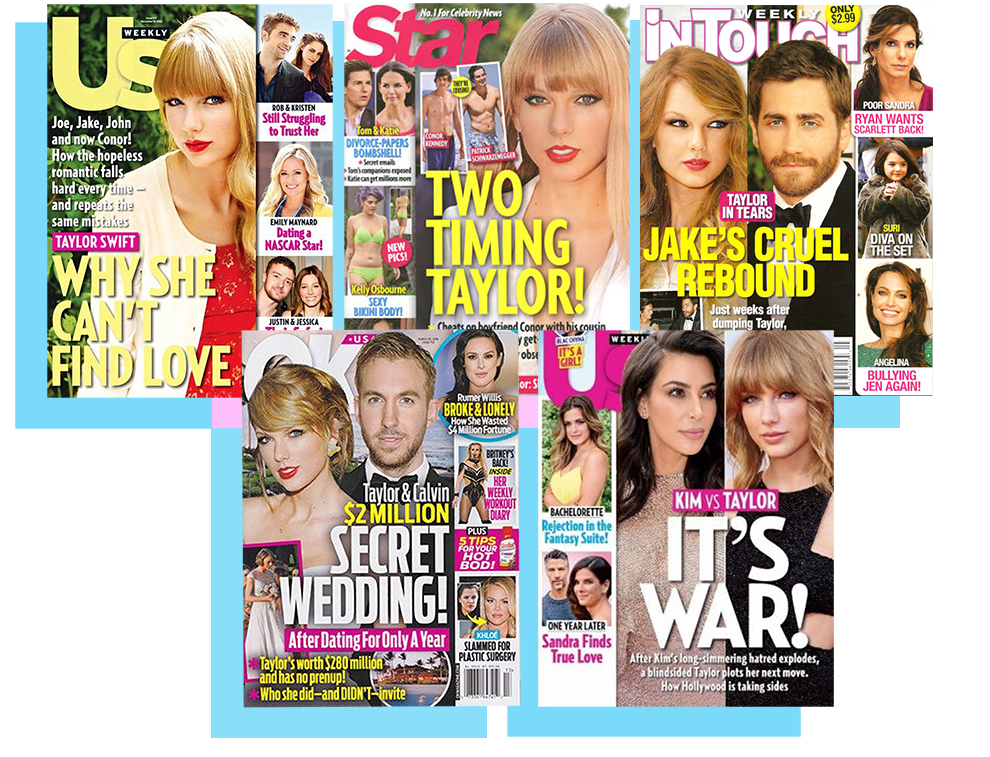 Us
WEEKLY
Joe, Jake, John
and now Conor!
How the hopeless
romantic falls
hard every time —
and repeats the
same mistakes
TAYLOR SWIFT
WHY SHE
CAN'T
FIND LOVE
ROB & KRISTEN
Still Struggling
to Trust Her
EMILY MAYNARD
Dating a
NASCAR Star!
JUSTIN & JESSICA
No.1 For Celebrity News
Star
Tom & Katie
DIVORCE-PAPERS
BOMBSHELL!
* Secret emails
* Tom's companions exposed
* Katie can get millions more
THEY'RE
COUSINS!
CONOR
KENNEDY
PATRICK
SCHWARZENEGGER
NEW
PICS!
Kelly Osbourne
SEXY
BIKINI BODY!
TWO
TIMING
TAYLOR!
Cheats on boyfriend Conor with his cousin
WEEKLY
INTOUCH
ONLY
$2.99
TAYLOR
IN TEARS
JAKE'S CRUEL
REBOUND
Just weeks after
dumping Taylor,
POOR SANDRA
RYAN WANTS
SCARLETT BACK!
SURI
DIVA ON
THE SET
ANGELINA
BULLYING
JEN AGAIN!
OK
USA
Taylor & Calvin
$2 MILLION
SECRET
WEDDING!
After Dating For Only A Year
* Taylor's worth $280 million
and has no prenup!
* Who she did—and DIDN'T—invite
Rumer Willis
BROKE & LONELY
How She Wasted
$4 Million Fortune
BRITNEY'S
BACK!
INSIDE
HER
WEEKLY
WORKOUT
DIARY
PLUS
5 TIPS
FOR YOUR
HOT
BOD!
KHLOÉ
SLAMMED FOR
PLASTIC SURGERY
Us
WEEKLY
BLAC CHYNA
IT'S A
GIRL!
BACHELORETTE
Rejection in the
Fantasy Suite!
ONE YEAR LATER
Sandra Finds
True Love
KIM VS TAYLOR
IT'S
WAR!
After Kim's long-simmering hatred explodes,
a blindsided Taylor plots her next move.
How Hollywood is taking sides